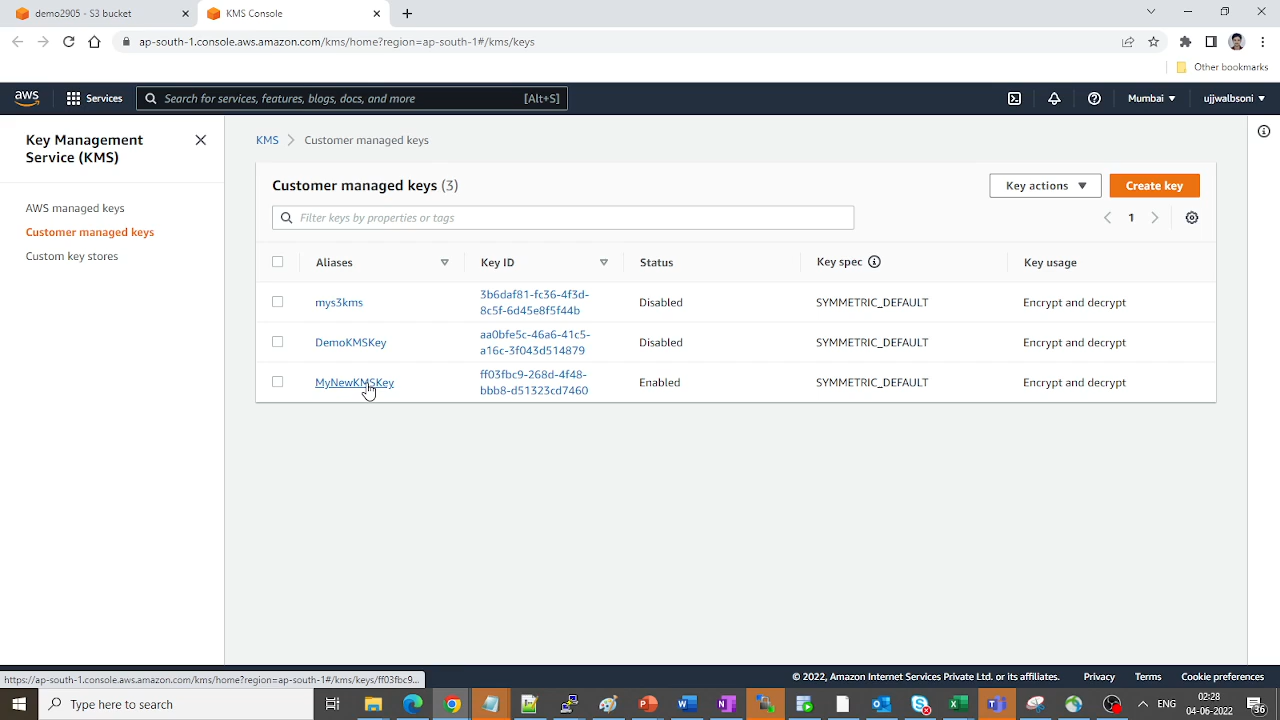 demo2905 - S3 bucket
KMS Console
ap-south-1.console.aws.amazon.com/kms/home?region=ap-south-1#/kms/keys
Other bookmarks
aws
Services
Search for services, features, blogs, docs, and more
[Alt+S]
Mumbai
ujjwalbsoni
Key Management
Service (KMS)
AWS managed keys
Customer managed keys
Custom key stores
KMS
Customer managed keys
Customer managed keys (3)
Key actions
Create key
Filter keys by properties or tags
1
Aliases
Key ID
Status
Key spec
Key usage
mys3kms
3b6daf81-fc36-4f3d-
8c5f-6d45e8f5f44b
Disabled
SYMMETRIC_DEFAULT
Encrypt and decrypt
DemoKMSKey
aa0bfe5c-46a6-41c5-
a16c-3f043d514879
Disabled
SYMMETRIC_DEFAULT
Encrypt and decrypt
MyNewKMSKey
ff03fbc9-268d-4f48-
bbb8-d51323cd7460
Enabled
SYMMETRIC_DEFAULT
Encrypt and decrypt
https://ap-south-1.console.aws.amazon.com/kms/home?region=ap-south-1#/kms/keys/ff03fbc9...
© 2022, Amazon Internet Services Private Ltd. or its affiliates.
Privacy
Terms
Cookie preferences
Type here to search
ENG
02:28
04-06-2022
36